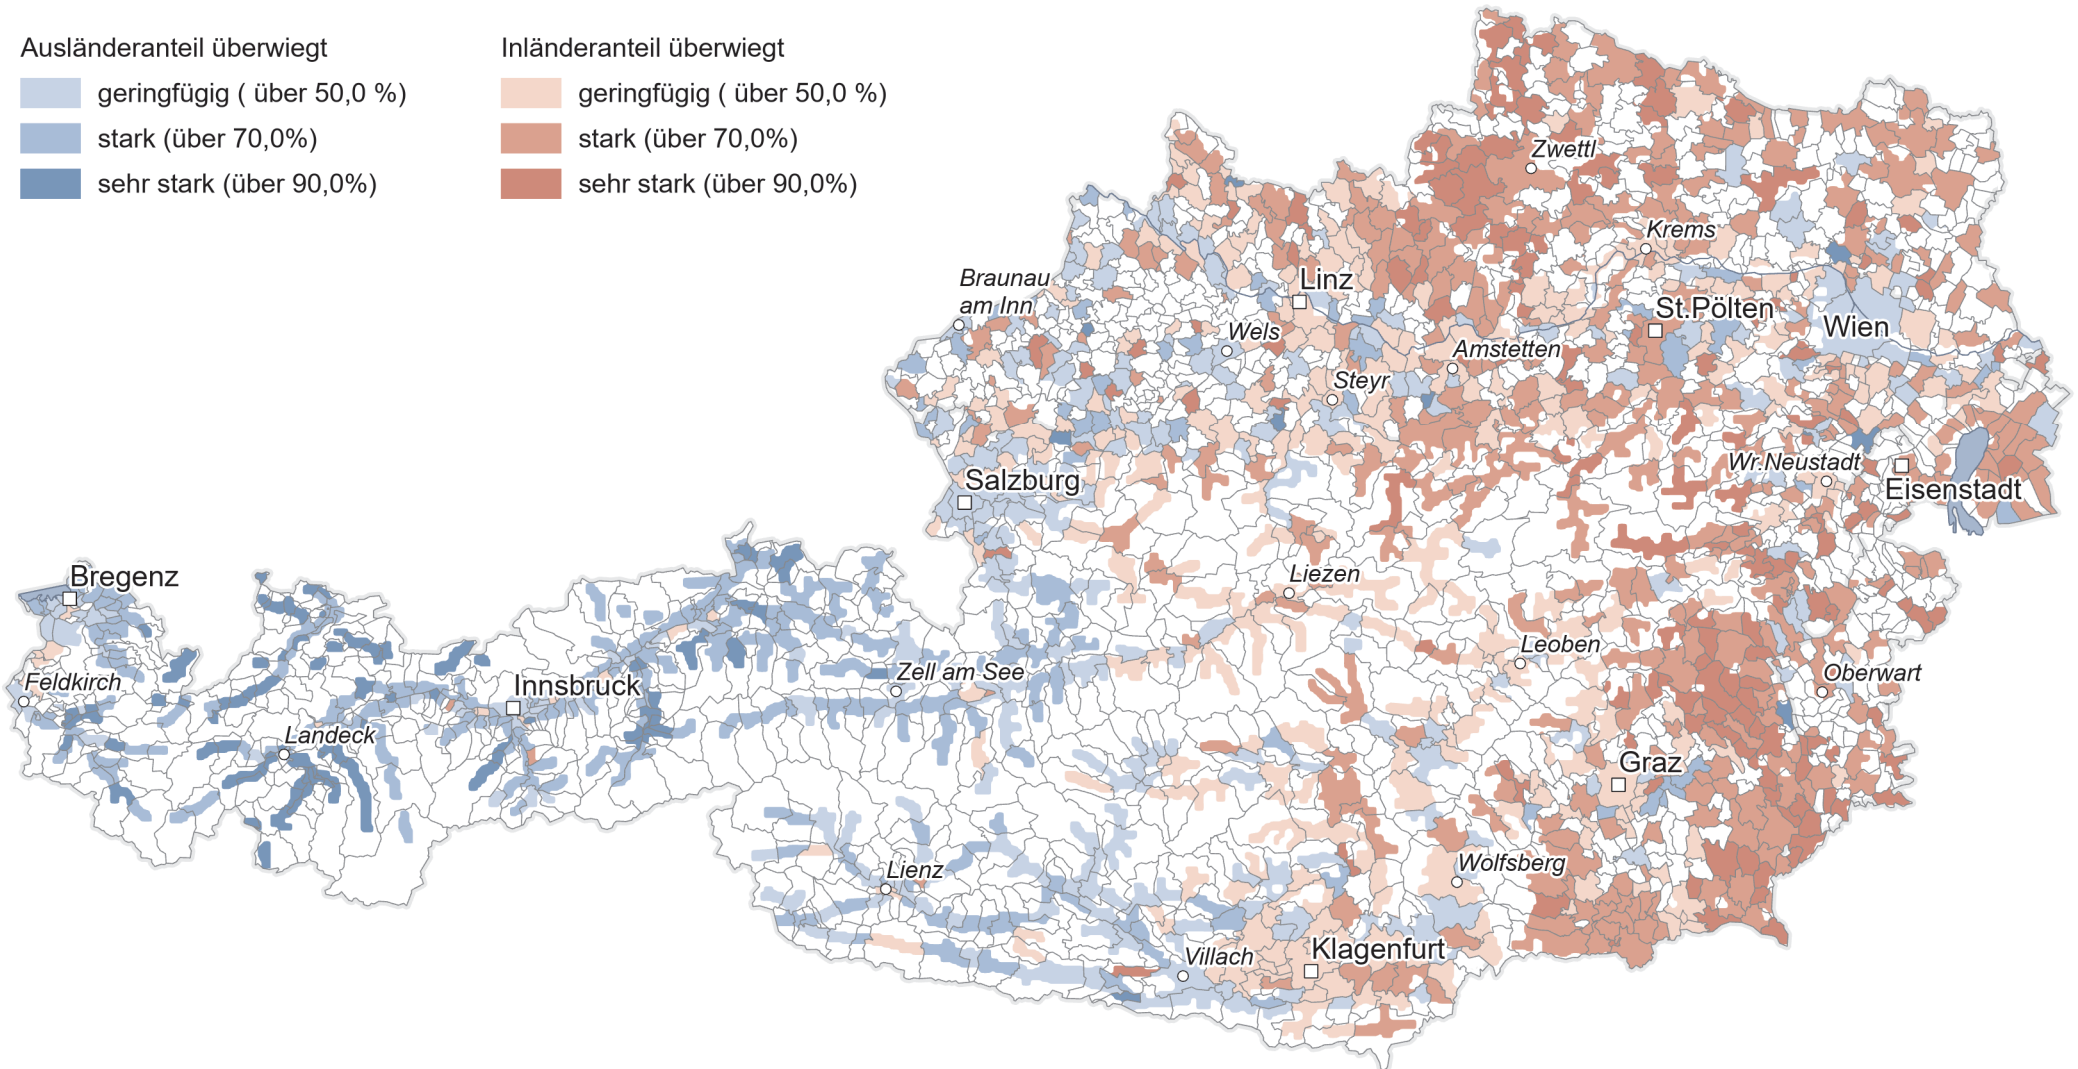 Ausländeranteil überwiegt
geringfügig ( über 50,0 %)
stark (über 70,0%)
sehr stark (über 90,0%)
Inländeranteil überwiegt
geringfügig ( über 50,0 %)
stark (über 70,0%)
sehr stark (über 90,0%)
Zwettl
Krems
Braunau
am Inn
Linz
St.Pölten
Wels
Wien
Amstetten
Steyr
Wr.Neustadt
Salzburg
Eisenstadt
Bregenz
Liezen
Leoben
Feldkirch
Zell am See
Oberwart
Innsbruck
Landeck
Graz
Lienz
Wolfsberg
Villach
Klagenfurt